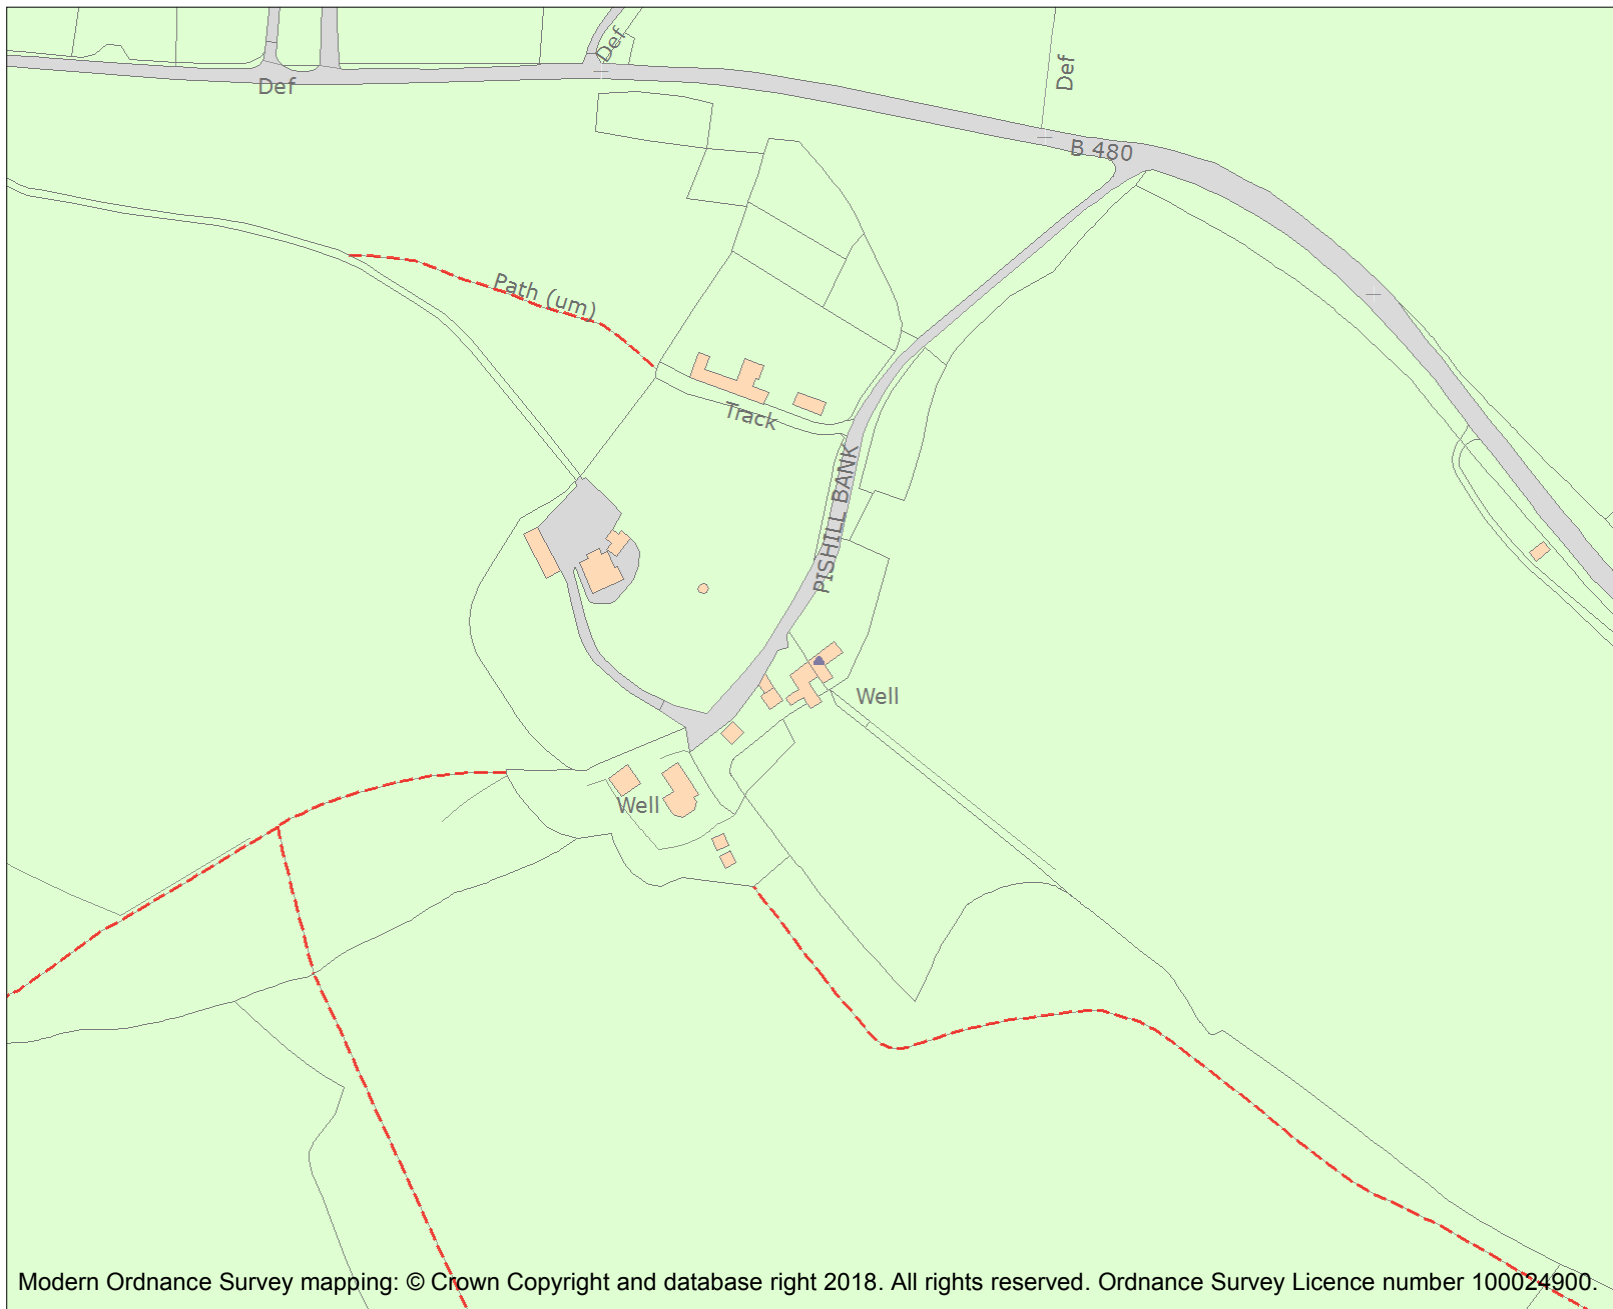 Def
Def
Def
B 480
Path (um)
Track
PISHILL BANK
Well
Well
Modern Ordnance Survey mapping: © Crown Copyright and database right 2018. All rights reserved. Ordnance Survey Licence number 100024900.